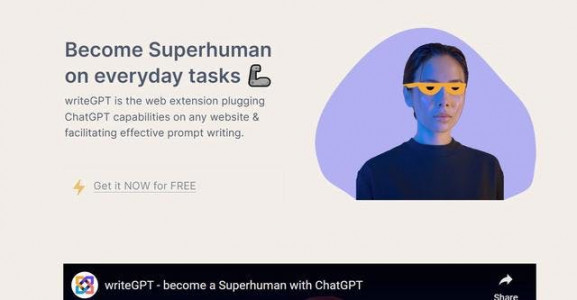 Become Superhuman
on everyday tasks 🦾
writeGPT is the web extension plugging
ChatGPT capabilities on any website &
facilitating effective prompt writing.
⚡ Get it NOW for FREE
writeGPT - become a Superhuman with ChatGPT
Share